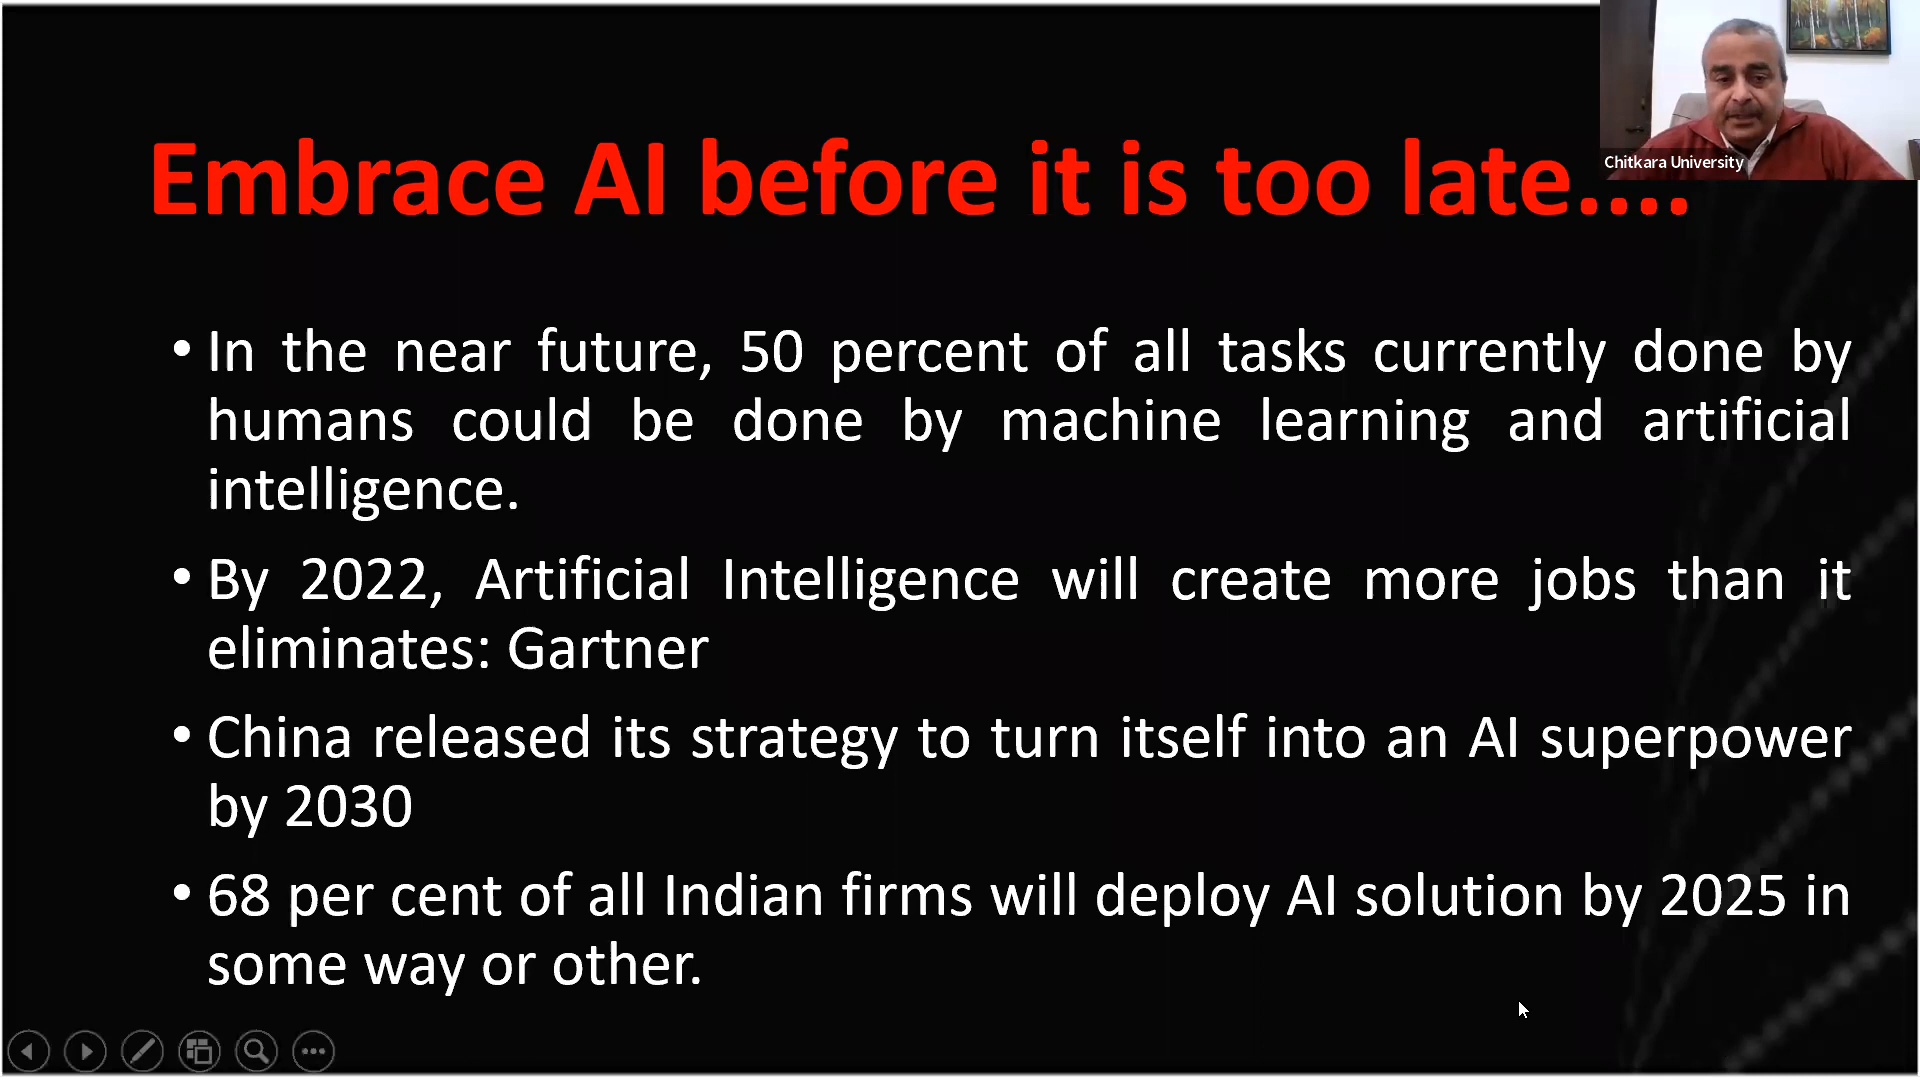 Embrace AI before it is too late....
Chitkara University
• In the near future, 50 percent of all tasks currently done by
humans could be done by machine learning and artificial
intelligence.
• By 2022, Artificial Intelligence will create more jobs than it
eliminates: Gartner
• China released its strategy to turn itself into an AI superpower
by 2030
• 68 per cent of all Indian firms will deploy AI solution by 2025 in
some way or other.